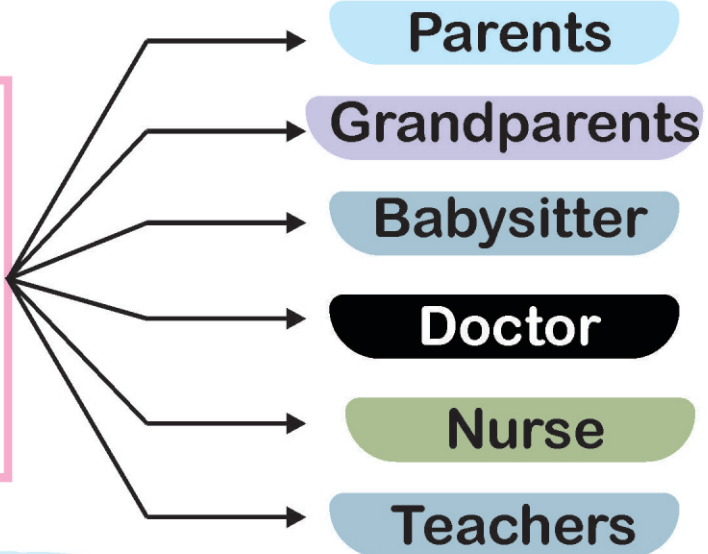 Parents
Grandparents
Babysitter
Doctor
Nurse
Teachers